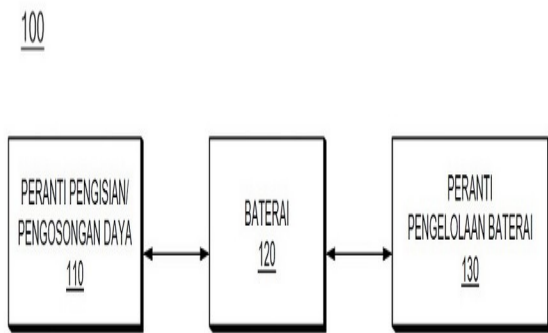 100
PERANTI PENGISIAN/
PENGOSONGAN DAYA
110
BATERAI
120
PERANTI
PENGELOLAAN BATERAI
130